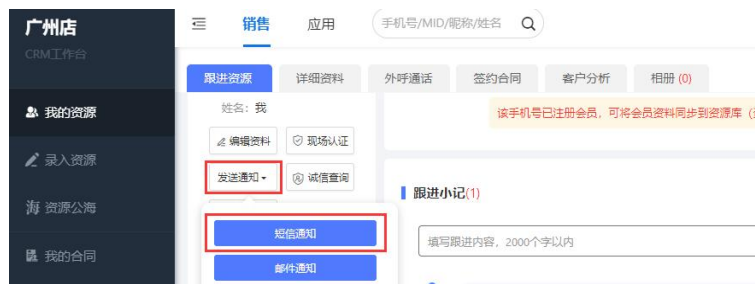 广州店
CRM工作台
我的资源
录入资源
海 资源公海
我的合同
销售 应用 手机号/MID/昵称/姓名
跟进资源 详细资料 外呼通话 签约合同 客户分析 相册 (0)
姓名: 我
编辑资料 现场认证
发送通知 诚信查询
短信通知
邮件通知
该手机号已注册会员，可将会员资料同步到资源库
跟进小记(1)
填写跟进内容，2000个字以内